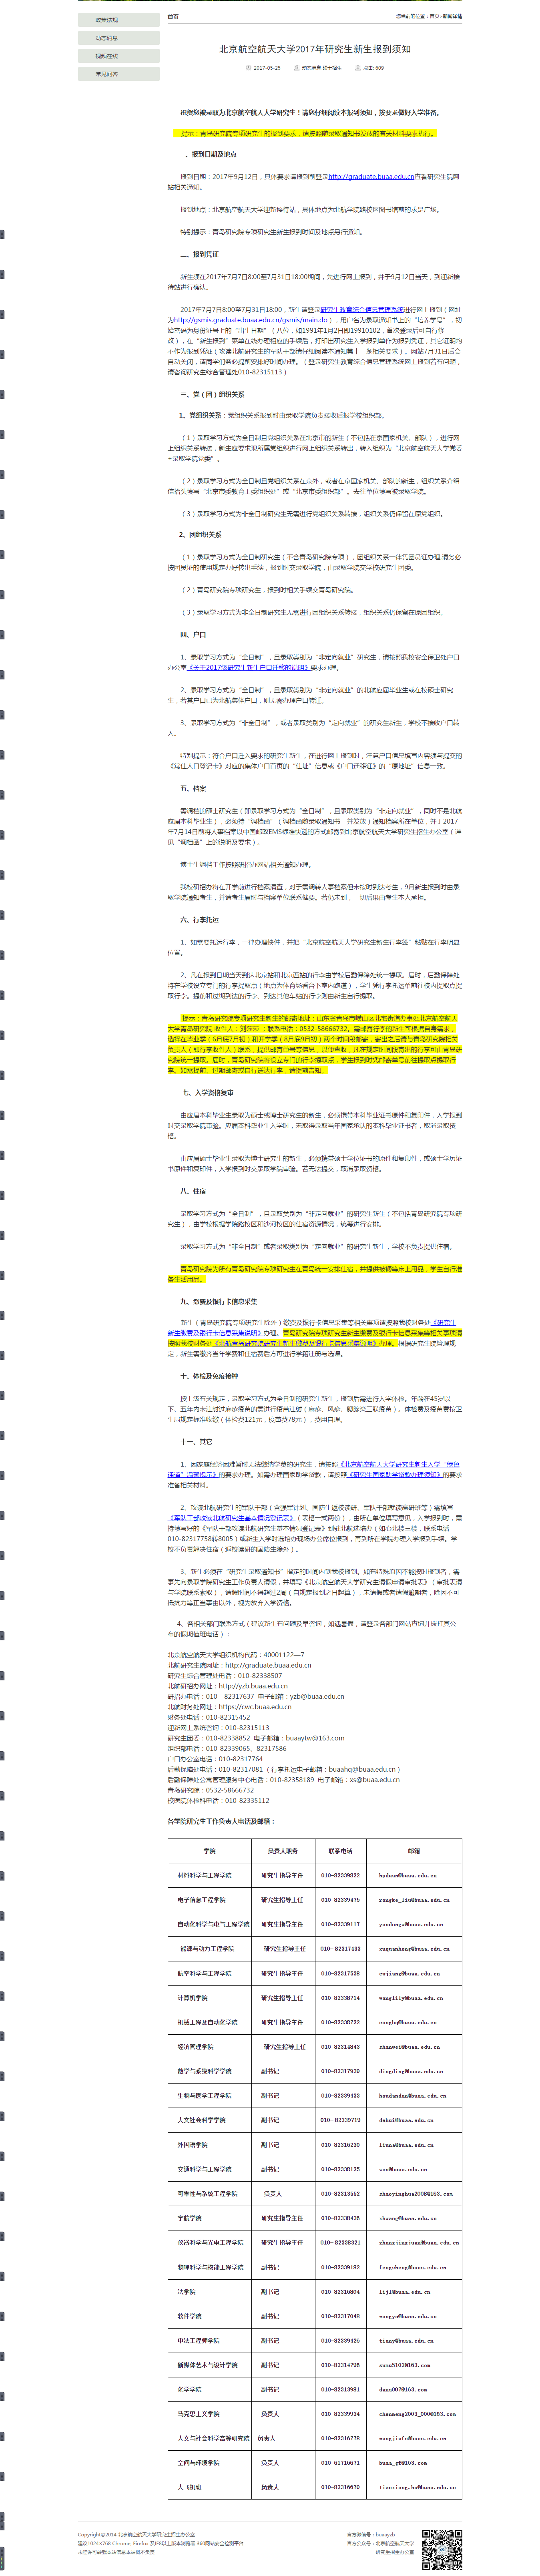 政策法规
动态消息
视频在线
常见问答
首页
您当前的位置：首页 > 新闻详情
北京航空航天大学2017年研究生新生报到须知
2017-05-25 动态消息 硕士招生 点击: 609
祝贺您被录取为北京航空航天大学研究生！请您仔细阅读本报到须知，按要求做好入学准备。
提示：青岛研究院专项研究生的报到要求，请按照随录取通知书发放的有关材料要求执行。
一、报到日期及地点
报到日期：2017年9月12日，具体要求请报到前登录http://graduate.buaa.edu.cn查看研究生院网
站相关通知。
报到地点：北京航空航天大学迎新接待站，具体地点为北航学院路校区图书馆前的求是广场。
特别提示：青岛研究院专项研究生新生报到时间及地点另行通知。
二、报到凭证
新生须在2017年7月7日8:00至7月31日18:00期间，先进行网上报到，并于9月12日当天，到迎新接
待站进行确认。
2017年7月7日8:00至7月31日18:00，新生请登录研究生教育综合信息管理系统进行网上报到（网址
为http://gsmis.graduate.buaa.edu.cn/gsmis/main.do），用户名为录取通知书上的“培养学号”，初
始密码为身份证号上的“出生日期”（八位，如1991年1月2日即19910102，首次登录后可自行修
改），在“新生报到”菜单在线办理相应的手续后，打印出研究生入学报到单作为报到凭证，其它证明均
不作为报到凭证（攻读北航研究生的军队干部请仔细阅读本通知第十一条相关要求）。网站7月31日后会
自动关闭，请同学们务必提前安排好时间办理。（登录研究生教育综合信息管理系统网上报到若有问题，
请咨询研究生综合管理处010-82315113）
三、党（团）组织关系
1、党组织关系：党组织关系报到时由录取学院负责接收后报学校组织部。
（1）录取学习方式为全日制且党组织关系在北京市的新生（不包括在京国家机关、部队），进行网
上组织关系转接，新生应要求现所属党组织进行网上组织关系转出，转入组织为“北京航空航天大学党委
+录取学院党委”。
（2）录取学习方式为全日制且党组织关系在京外，或者在京国家机关、部队的新生，组织关系介绍
信抬头填写“北京市委教育工委组织处”或“北京市委组织部”。去往单位填写被录取学院。
（3）录取学习方式为非全日制研究生无需进行党组织关系转接，组织关系仍保留在原党组织。
2、团组织关系
（1）录取学习方式为全日制研究生（不含青岛研究院专项），团组织关系一律凭团员证办理,请务必
按团员证的使用规定办好转出手续，报到时交录取学院，由录取学院交学校研究生团委。
（2）青岛研究院专项研究生，报到时相关手续交青岛研究院。
（3）录取学习方式为非全日制研究生无需进行团组织关系转接，组织关系仍保留在原团组织。
四、户口
1、录取学习方式为“全日制”，且录取类别为“非定向就业”研究生，请按照我校安全保卫处户口
办公室《关于2017级研究生新生户口迁移的说明》要求办理。
2、录取学习方式为“全日制”，且录取类别为“非定向就业”的北航应届毕业生或在校硕士研究
生，若其户口已为北航集体户口，则无需办理户口转迁。
3、录取学习方式为“非全日制”，或者录取类别为“定向就业”的研究生新生，学校不接收户口转
入。
特别提示：符合户口迁入要求的研究生新生，在进行网上报到时，注意户口信息填写内容须与提交的
《常住人口登记卡》对应的集体户口首页的“住址”信息或《户口迁移证》的“原地址”信息一致。
五、档案
需调档的硕士研究生（即录取学习方式为“全日制”，且录取类别为“非定向就业”，同时不是北航
应届本科毕业生），必须持“调档函”（调档函随录取通知书一并发放）通知档案所在单位，并于2017
年7月14日前将人事档案以中国邮政EMS标准快递的方式邮寄到北京航空航天大学研究生招生办公室（详
见“调档函”上的说明及要求）。
博士生调档工作按照研招办网站相关通知办理。
我校研招办将在开学前进行档案清查，对于需调转人事档案但未按时到达考生，9月新生报到时由录
取学院通知考生，并请考生届时与档案单位联系催要。若仍未到，一切后果由考生本人承担。
六、行李托运
1、如需要托运行李，一律办理快件，并把“北京航空航天大学研究生新生行李签”粘贴在行李明显
位置。
2、凡在报到日期当天到达北京站和北京西站的行李由学校后勤保障处统一提取。届时，后勤保障处
将在学校设立专门的行李提取点（地点为体育场看台下室内跑道），学生凭行李托运单前往校内提取点提
取行李。提前和过期到达的行李、到达其他车站的行李则由新生自行提取。
提示：青岛研究院专项研究生新生的邮寄地址：山东省青岛市崂山区北宅街道办事处北京航空航天
大学青岛研究院 收件人：刘莎莎；联系电话：0532-58666732。需邮寄行李的新生可根据自身需求，
选择在毕业季（6月底7月初）和开学季（8月底9月初）两个时间段邮寄，寄出之后请与青岛研究院相关
负责人（即行李收件人）联系，提供邮寄单号等信息，以便查收，凡在规定时间段寄出的行李可由青岛研
究院统一提取。届时，青岛研究院将设立专门的行李提取点，学生报到时凭邮寄单号前往提取点提取行
李。如需提前、过期邮寄或自行送达行李，请提前告知。
七、入学资格复审
由应届本科毕业生录取为硕士或博士研究生的新生，必须携带本科毕业证书原件和复印件，入学报到
时交录取学院审验。应届本科毕业生入学时，未取得录取当年国家承认的本科毕业证书者，取消录取资
格。
由应届硕士毕业生录取为博士研究生的新生，必须携带硕士学位证书的原件和复印件，或硕士学历证
书原件和复印件，入学报到时交录取学院审验。若无法提交，取消录取资格。
八、住宿
录取学习方式为“全日制”，且录取类别为“非定向就业”的研究生新生（不包括青岛研究院专项研
究生），由学校根据学院路校区和沙河校区的住宿资源情况，统筹进行安排。
录取学习方式为“非全日制”或者录取类别为“定向就业”的研究生新生，学校不负责提供住宿。
青岛研究院为所有青岛研究院专项研究生在青岛统一安排住宿，并提供被褥等床上用品，学生自行准
备生活用品。
九、缴费及银行卡信息采集
新生（青岛研究院专项研究生除外）缴费及银行卡信息采集等相关事项请按照我校财务处《研究生
新生缴费及银行卡信息采集说明》办理。青岛研究院专项研究生新生缴费及银行卡信息采集等相关事项请
按照我校财务处《北航青岛研究院研究生新生缴费及银行卡信息采集说明》办理。根据研究生院管理规
定，新生需缴齐当年学费和住宿费后方可进行学籍注册与选课。
十、体检及免疫接种
按上级有关规定，录取学习方式为全日制的研究生新生，报到后需进行入学体检。年龄在45岁以
下、五年内未注射过麻疹疫苗的需进行疫苗注射（麻疹、风疹、腮腺炎三联疫苗）。体检费及疫苗费按卫
生局规定标准收缴（体检费121元，疫苗费78元），费用自理。
十一、其它
1、因家庭经济困难暂时无法缴纳学费的研究生，请按照《北京航空航天大学研究生新生入学“绿色
通道”温馨提示》的要求办理。如需办理国家助学贷款，请按照《研究生国家助学贷款办理须知》的要求
准备相关材料。
2、攻读北航研究生的军队干部（含强军计划、国防生返校读研、军队干部就读高研班等）需填写
《军队干部攻读北航研究生基本情况登记表》（表格一式两份），由所在单位填写意见，入学报到时，需
持填写好的《军队干部攻读北航研究生基本情况登记表》到驻北航选培办（如心北楼三楼，联系电话
010-82317758转8005）或新生入学时选培办现场办公席位报到，再到所在学院办理入学报到手续。学
校不负责解决住宿（返校读研的国防生除外）。
3、新生必须在“研究生录取通知书”指定的时间内到我校报到。如有特殊原因不能按时报到者，需
事先向录取学院研究生工作负责人请假，并填写《北京航空航天大学研究生请假申请审批表》（审批表请
与学院联系索取），请假时间不得超过2周（自规定报到之日起算），未请假或者请假逾期者，除因不可
抗拒力等正当事由以外，视为放弃入学资格。
4、各相关部门联系方式（建议新生有问题及早咨询，如遇暑假，请登录各部门网站查询并拨打其公
布的假期值班电话）：
北京航空航天大学组织机构代码：40001122—7
北航研究生院网址：http://graduate.buaa.edu.cn
研究生综合管理处电话：010-82338507
北航研招办网址：http://yzb.buaa.edu.cn
研招办电话：010—82317637 电子邮箱：yzb@buaa.edu.cn
北航财务处网址：https://cwc.buaa.edu.cn
财务处电话：010-82315452
迎新网上系统咨询：010-82315113
研究生团委：010-82338852 电子邮箱：buaaytw@163.com
组织部电话：010-82339065、82317586
户口办公室电话：010-82317764
后勤保障处电话：010-82317081（行李托运电子邮箱：buaahq@buaa.edu.cn）
后勤保障处公寓管理服务中心电话：010-82358189 电子邮箱：xs@buaa.edu.cn
青岛研究院：0532-58666732
校医院体检科电话：010-82335112
各学院研究生工作负责人电话及邮箱：
学院 负责人职务 联系电话 邮箱
材料科学与工程学院 研究生指导主任 010-82339822 hpduan@buaa.edu.cn
电子信息工程学院 研究生指导主任 010-82339475 rongke_liu@buaa.edu.cn
自动化科学与电气工程学院 研究生指导主任 010-82339117 yandongw@buaa.edu.cn
能源与动力工程学院 研究生指导主任 010-82317433 xuquanhong@buaa.edu.cn
航空科学与工程学院 研究生指导主任 010-82317538 cwjiang@buaa.edu.cn
计算机学院 研究生指导主任 010-82338714 wanglily@buaa.edu.cn
机械工程及自动化学院 研究生指导主任 010-82338722 congbq@buaa.edu.cn
经济管理学院 研究生指导主任 010-82314843 shanwei@buaa.edu.cn
数学与系统科学学院 副书记 010-82317939 dingding@buaa.edu.cn
生物与医学工程学院 副书记 010-82339433 houdandan@buaa.edu.cn
人文社会科学学院 副书记 010-82339719 dehui@buaa.edu.cn
外国语学院 副书记 010-82316230 liuna@buaa.edu.cn
交通科学与工程学院 副书记 010-82338125 xzn@buaa.edu.cn
可靠性与系统工程学院 负责人 010-82313552 shaoyinghua2008@163.com
宇航学院 研究生指导主任 010-82338436 zhwang@buaa.edu.cn
仪器科学与光电工程学院 研究生指导主任 010-82338321 zhangjingjuan@buaa.edu.cn
物理科学与核能工程学院 副书记 010-82339182 fengsheng@buaa.edu.cn
法学院 副书记 010-82316804 lijl@buaa.edu.cn
软件学院 副书记 010-82317048 wangya@buaa.edu.cn
中法工程师学院 副书记 010-82339426 tiany@buaa.edu.cn
新媒体艺术与设计学院 副书记 010-82314796 suan5102@163.com
化学学院 副书记 010-82313981 dana007@163.com
马克思主义学院 负责人 010-82339934 chenmeng2003_000@163.com
人文与社会科学高等研究院 负责人 010-82316778 wangjiafa@buaa.edu.cn
空间与环境学院 负责人 010-61716671 buaa_gf@163.com
大飞机班 负责人 010-82316670 tianxiang.hu@buaa.edu.cn
Copyright©2014 北京航空航天大学研究生招生办公室
建议1024×768 Chrome, Firefox 及IE8以上版本浏览器 360网站安全检测平台
未经许可转载本站信息本站概不负责
官方微信号：buaayzb
官方公众号：北京航空航天大学
研究生招生办公室